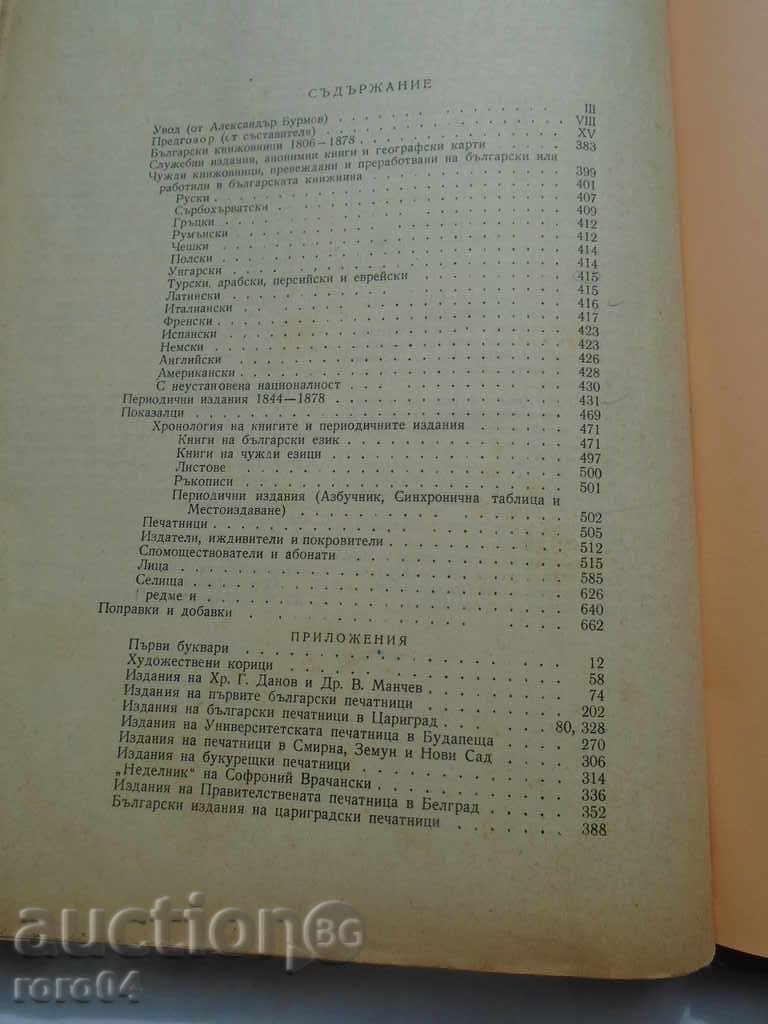 СЪДЪРЖАНИЕ
Увод (от Александър Бурмов) . . . III
Предговор (от съставителя) . . . VIII
Български книжовници 1806—1878 . . . XV
Служебни издания, анонимни книги и географски карти . . . 383
Чужди книжовници, превеждани и преработвани на български или
работили в българската книжнина . . . 399
Руски . . . 401
Сърбохърватски . . . 407
Гръцки . . . 409
Румънски . . . 412
Чешки . . . 412
Полски . . . 414
Унгарски . . . 414
Турски, арабски, персийски и еврейски . . . 415
Латински . . . 415
Италиански . . . 416
Френски . . . 417
Испански . . . 423
Немски . . . 423
Английски . . . 426
Американски . . . 428
С неустановена националност . . . 430
Периодични издания 1844—1878 . . . 431
Показалци . . . 469
Хронология на книгите и периодичните издания . . . 471
Книги на български език . . . 471
Книги на чужди езици . . . 497
Листове . . . 500
Ръкописи . . . 501
Периодични издания (Азбучник, Синхронична таблица и
Местоиздаване) . . . 502
Печатници . . . 505
Издатели, иждивители и покровители . . . 512
Спомоществователи и абонати . . . 515
Лица . . . 585
Селища . . . 626
редме и . . . 640
Поправки и добавки . . . 662
ПРИЛОЖЕНИЯ
Първи буквари . . . 12
Художествени корици . . . 58
Издания на Хр. Г. Данов и Др. В. Манчев . . . 74
Издания на първите български печатници . . . 202
Издания на български печатници в Цариград . . . 80, 328
Издания на Университетската печатница в Будапеща . . . 270
Издания на печатници в Смирна, Земун и Нови Сад . . . 306
Издания на букурещки печатници . . . 314
„Неделник“ на Софроний Врачански . . . 336
Издания на Правителствената печатница в Белград . . . 352
Български издания на цариградски печатници . . . 388
auction BG
roro04